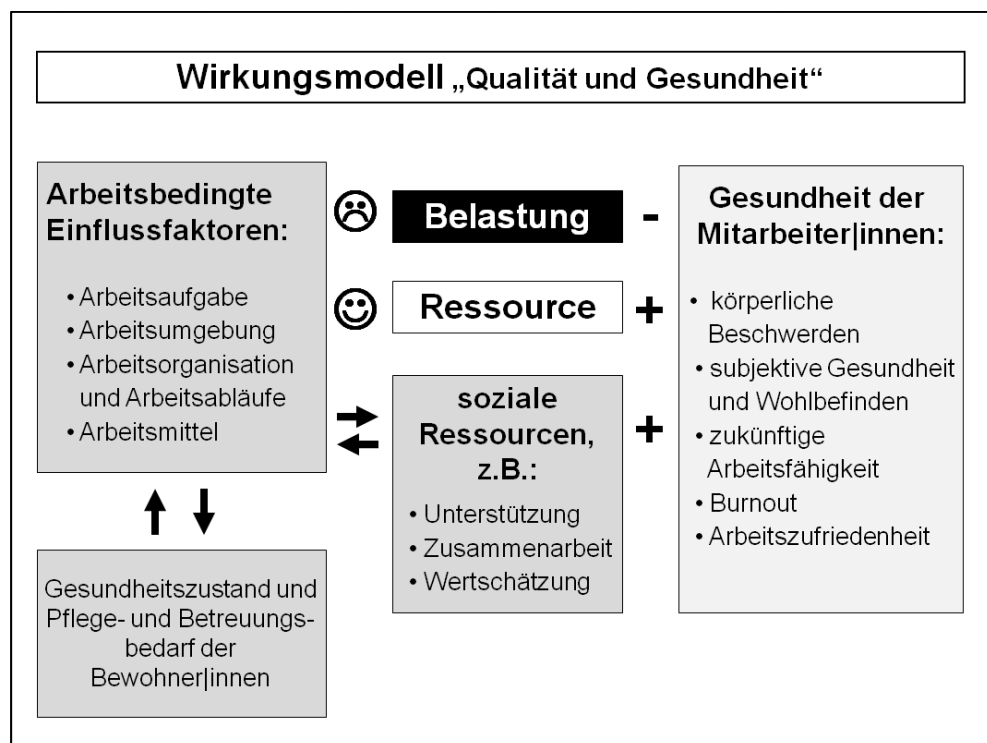 Wirkungsmodell „Qualität und Gesundheit“
Arbeitsbedingte
Einflussfaktoren:
• Arbeitsaufgabe
• Arbeitsumgebung
• Arbeitsorganisation
und Arbeitsabläufe
• Arbeitsmittel
Gesundheitszustand und
Pflege- und Betreuungs-
bedarf der
Bewohner|innen
Belastung
-
Ressource
+
soziale
Ressourcen,
z.B.:
• Unterstützung
• Zusammenarbeit
• Wertschätzung
+
Gesundheit der
Mitarbeiter|innen:
• körperliche
Beschwerden
• subjektive Gesundheit
und Wohlbefinden
• zukünftige
Arbeitsfähigkeit
• Burnout
• Arbeitszufriedenheit